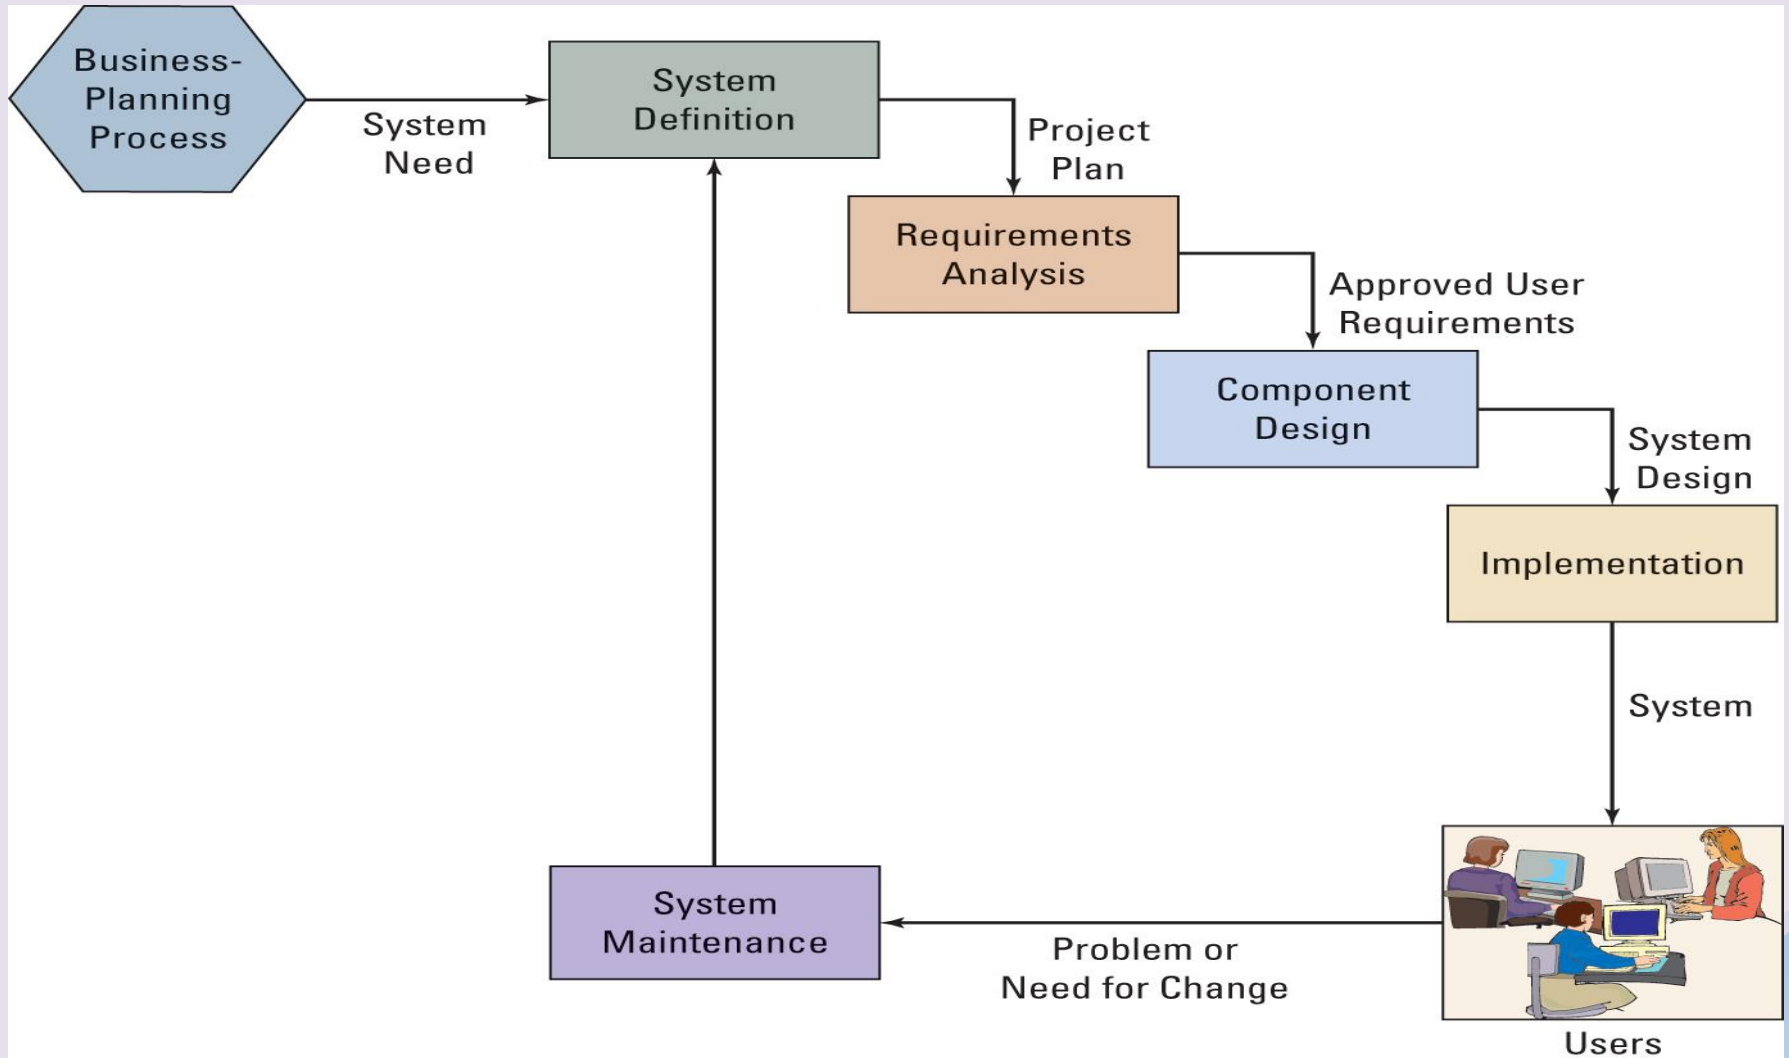 Business-
Planning
Process
System
Need
System
Definition
Project
Plan
Requirements
Analysis
Approved User
Requirements
Component
Design
System
Design
Implementation
System
Users
Problem or
Need for Change
System
Maintenance